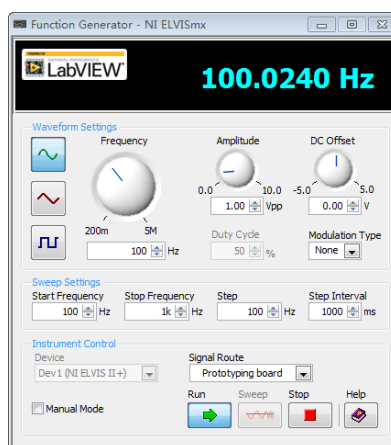 Function Generator - NI ELVISmx
LabVIEW
100.0240 Hz
Waveform Settings
Frequency
Amplitude
DC Offset
0.0
10.0
-5.0
5.0
200m
5M
1.00 Vpp
0.00 V
100 Hz
Duty Cycle
50 %
Modulation Type
None
Sweep Settings
Start Frequency
Stop Frequency
Step
Step Interval
100 Hz
1k Hz
100 Hz
1000 ms
Instrument Control
Device
Signal Route
Dev1 (NI ELVIS II+)
Prototyping board
Manual Mode
Run
Sweep
Stop
Help